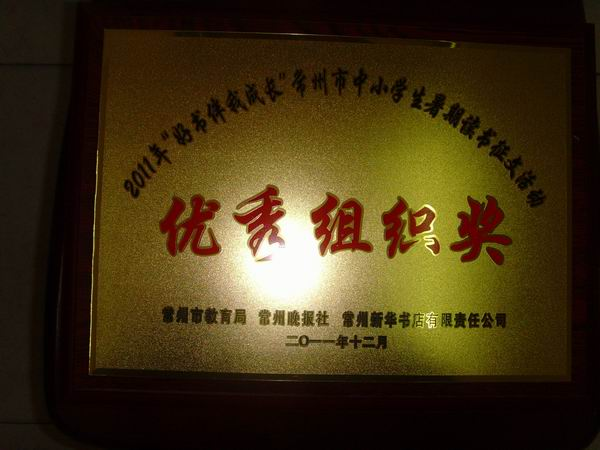 2011年“好书伴我成长”常州市中小学生暑期读书征文活动
优秀组织奖
常州市教育局 常州晚报社 常州新华书店有限责任公司
二〇一一年十二月